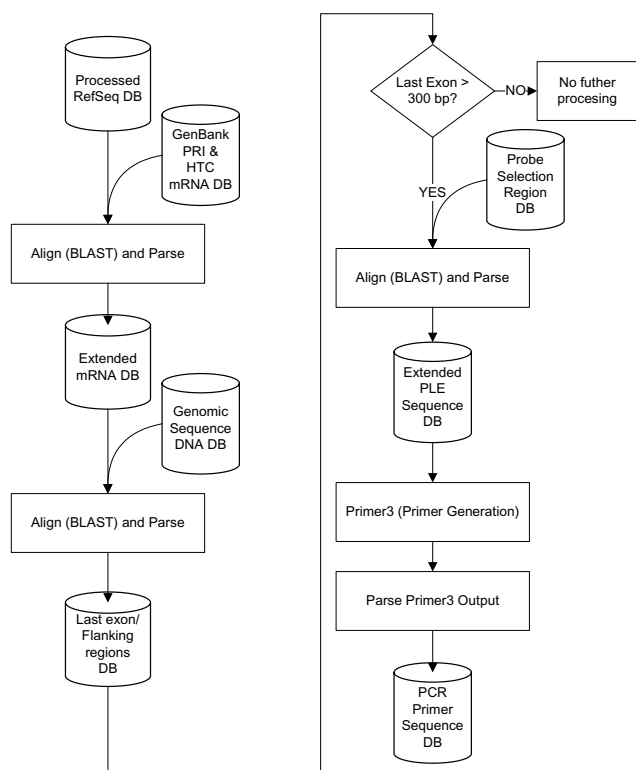 Processed
RefSeq DB
GenBank
PRI &
HTC
mRNA DB
Align (BLAST) and Parse
Extended
mRNA DB
Genomic
Sequence
DNA DB
Align (BLAST) and Parse
Last exon/
Flanking
regions
DB
Last Exon >
300 bp?
NO
No futher
procesing
YES
Probe
Selection
Region
DB
Align (BLAST) and Parse
Extended
PLE
Sequence
DB
Primer3 (Primer Generation)
Parse Primer3 Output
PCR
Primer
Sequence
DB